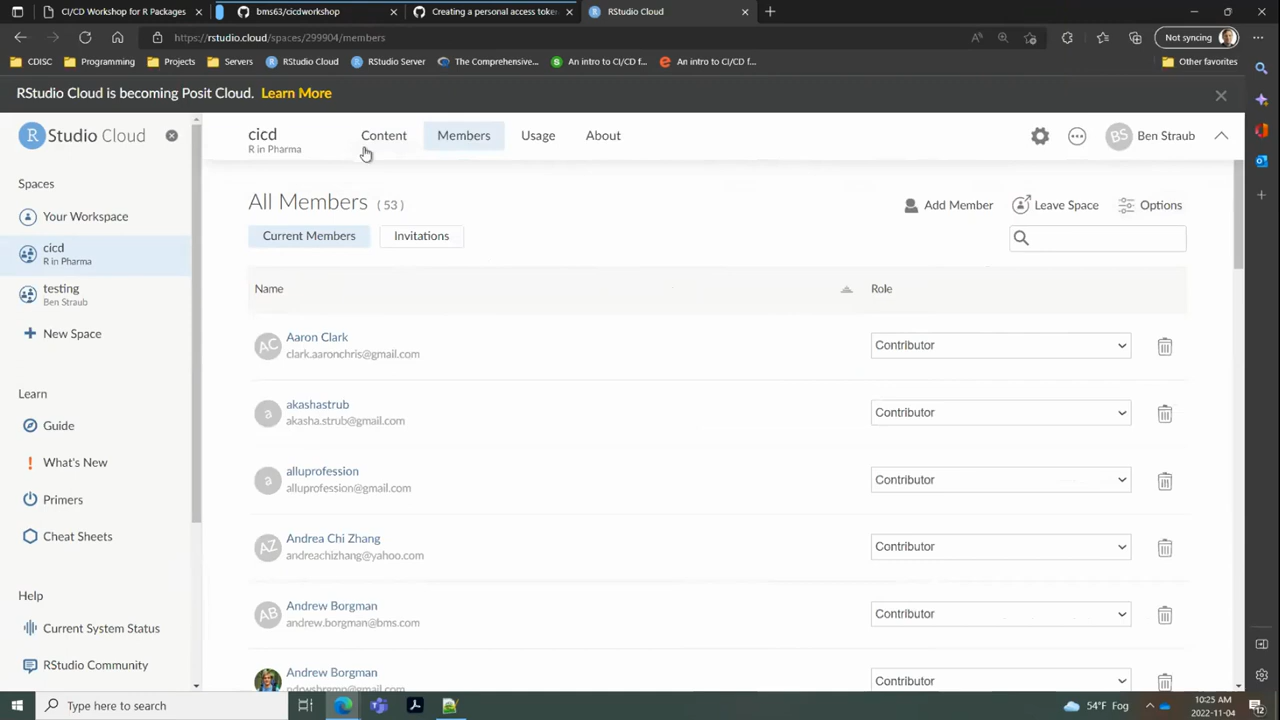 CI/CD Workshop for R Packages
bms63/cicdworkshop
Creating a personal access toke
RStudio Cloud
https://rstudio.cloud/spaces/299904/members
Not syncing
CDISC
Programming
Projects
Servers
RStudio Cloud
RStudio Server
The Comprehensive...
An intro to CI/CD f...
An intro to CI/CD f...
Other favorites
RStudio Cloud is becoming Posit Cloud. Learn More
R Studio Cloud
Spaces
Your Workspace
cicd
R in Pharma
testing
Ben Straub
New Space
Learn
Guide
What's New
Primers
Cheat Sheets
Help
Current System Status
RStudio Community
cicd
R in Pharma
Content
Members
Usage
About
BS Ben Straub
All Members (53)
Add Member
Leave Space
Options
Current Members
Invitations
Name
Role
AC Aaron Clark
clark.aaronchris@gmail.com
Contributor
a akashastrub
akasha.strub@gmail.com
Contributor
a alluprofession
alluprofession@gmail.com
Contributor
AZ Andrea Chi Zhang
andreachizhang@yahoo.com
Contributor
AB Andrew Borgman
andrew.borgman@bms.com
Contributor
Andrew Borgman
Contributor
Type here to search
54°F Fog
10:25 AM
2022-11-04
12